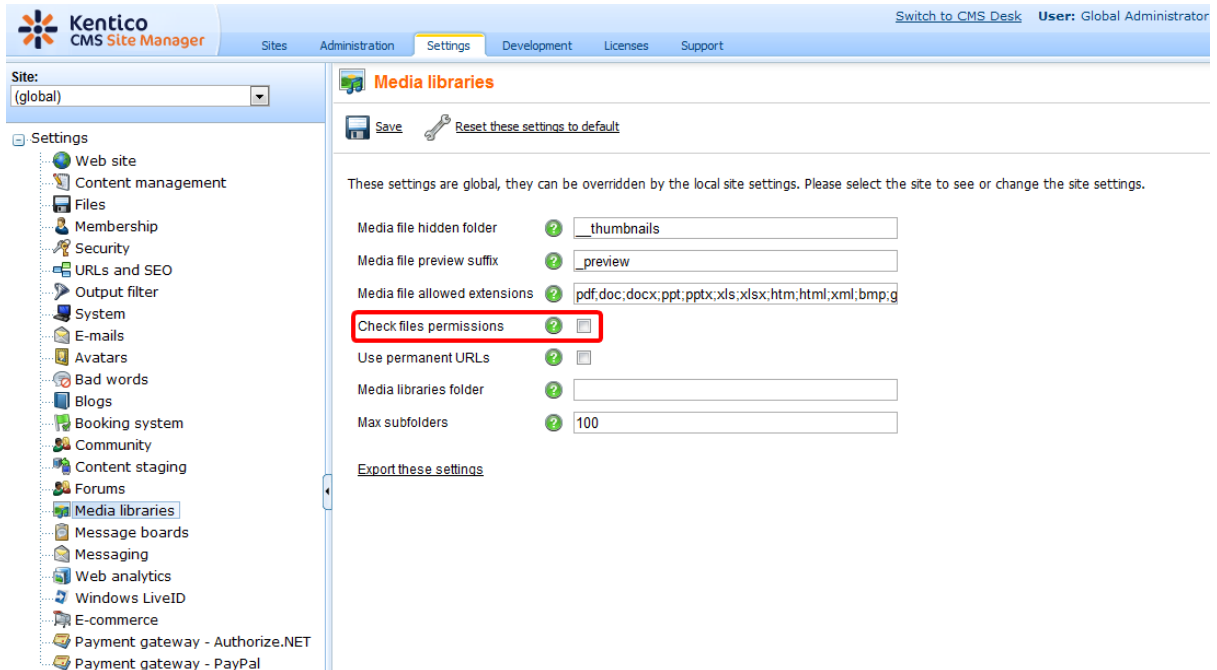 Switch to CMS Desk User: Global Administrator
Kentico
CMS Site Manager
Sites Administration Settings Development Licenses Support
Site:
(global)
Settings
Web site
Content management
Files
Membership
Security
URLs and SEO
Output filter
System
E-mails
Avatars
Bad words
Blogs
Booking system
Community
Content staging
Forums
Media libraries
Message boards
Messaging
Web analytics
Windows LiveID
E-commerce
Payment gateway - Authorize.NET
Payment gateway - PayPal
Media libraries
Save Reset these settings to default
These settings are global, they can be overridden by the local site settings. Please select the site to see or change the site settings.
Media file hidden folder ? __thumbnails
Media file preview suffix ? _preview
Media file allowed extensions ? pdf;doc;docx;ppt;pptx;xls;xlsx;htm;html;xml;bmp;g
Check files permissions ?
Use permanent URLs ?
Media libraries folder ?
Max subfolders ? 100
Export these settings